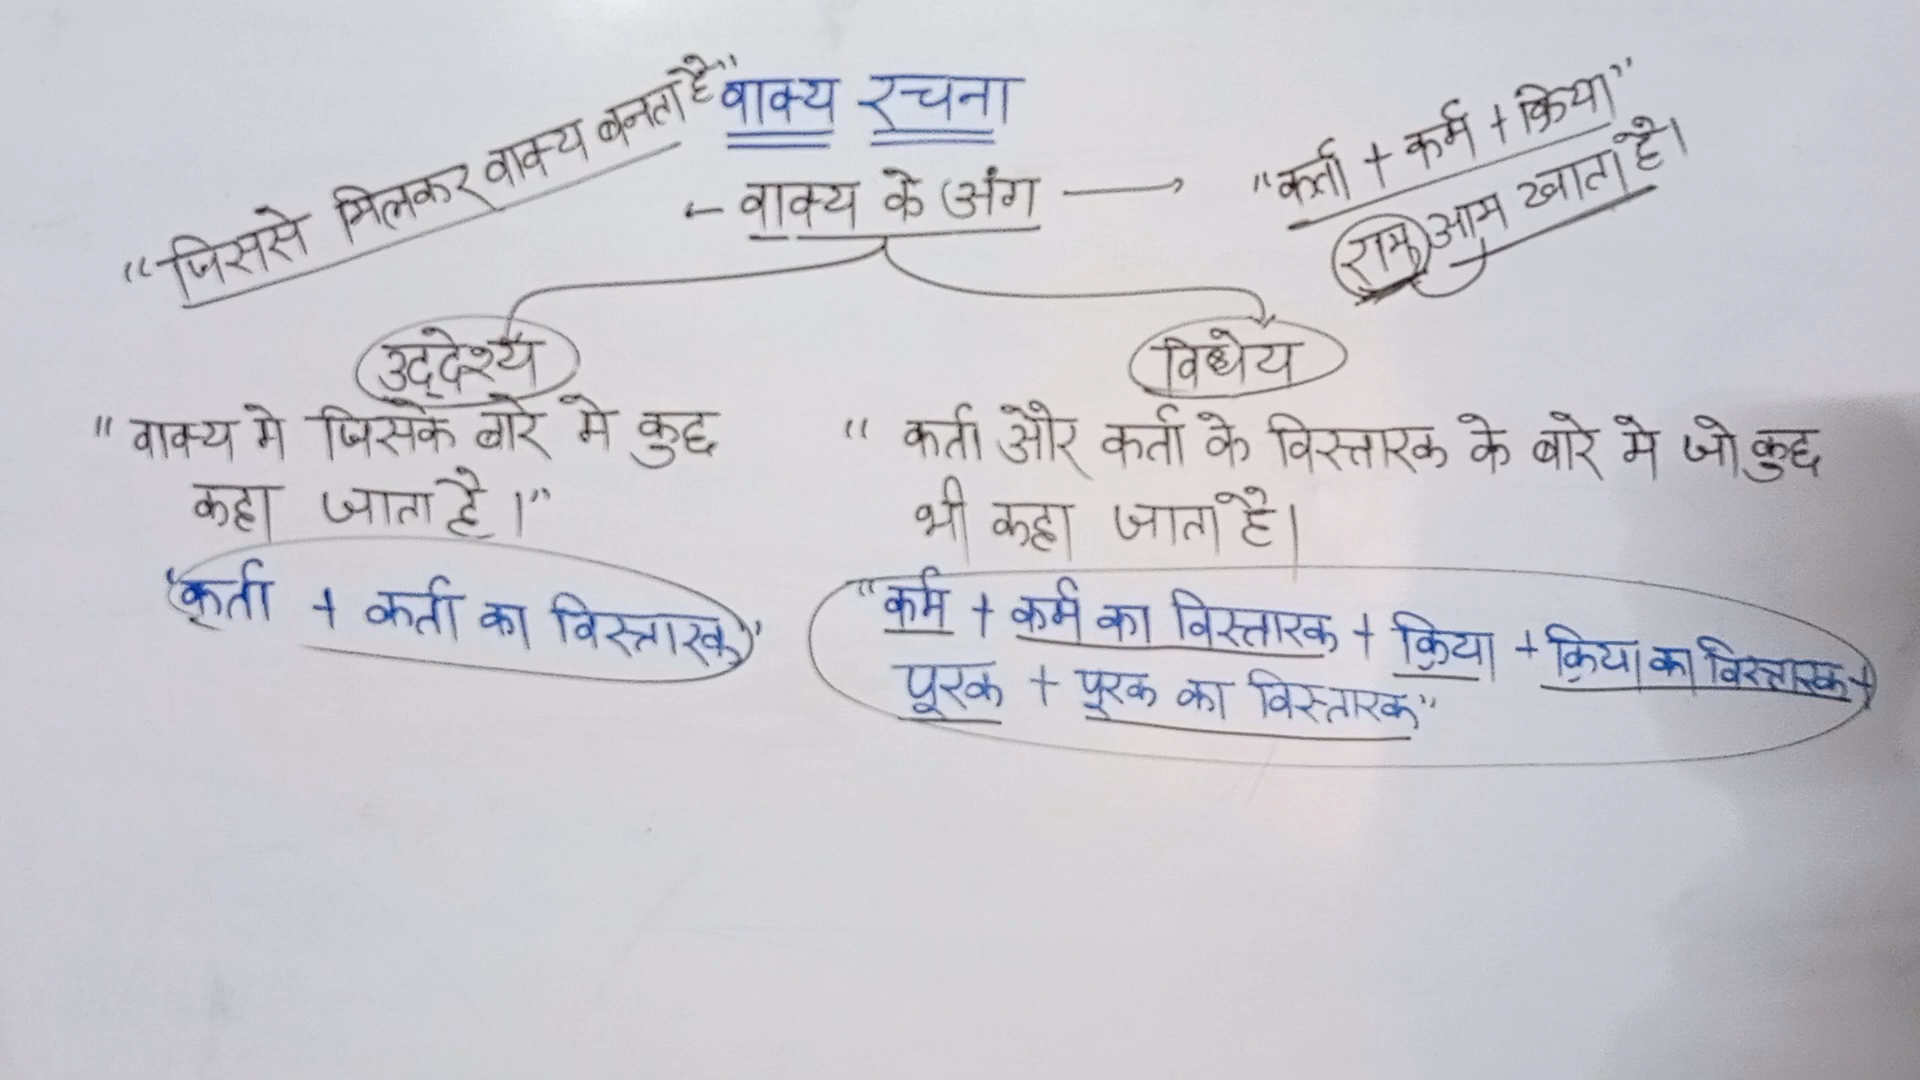 वाक्य रचना
"जिससे मिलकर वाक्य बनता है"
"कर्ता + कर्म + क्रिया"
राम आम खाता है।
← वाक्य के अंग →
उद्देश्य
विधेय
" वाक्य मे जिसके बारे मे कुछ
कहा जाता है।"
"कर्ता + कर्ता का विस्तारक"
" कर्ता और कर्ता के विस्तारक के बारे मे जो कुछ
भी कहा जाता है।
"कर्म + कर्म का विस्तारक + क्रिया + क्रिया का विस्तारक +
पूरक + पूरक का विस्तारक"